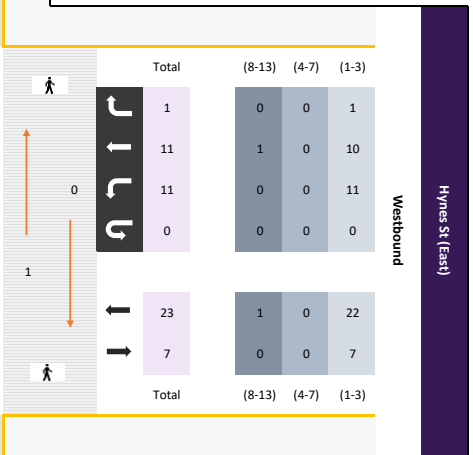 Total (8-13) (4-7) (1-3)
1 0 0 1
11 1 0 10
0 11 0 0 11
0 0 0 0
1
23 1 0 22
7 0 0 7
Total (8-13) (4-7) (1-3)
Westbound
Hynes St (East)